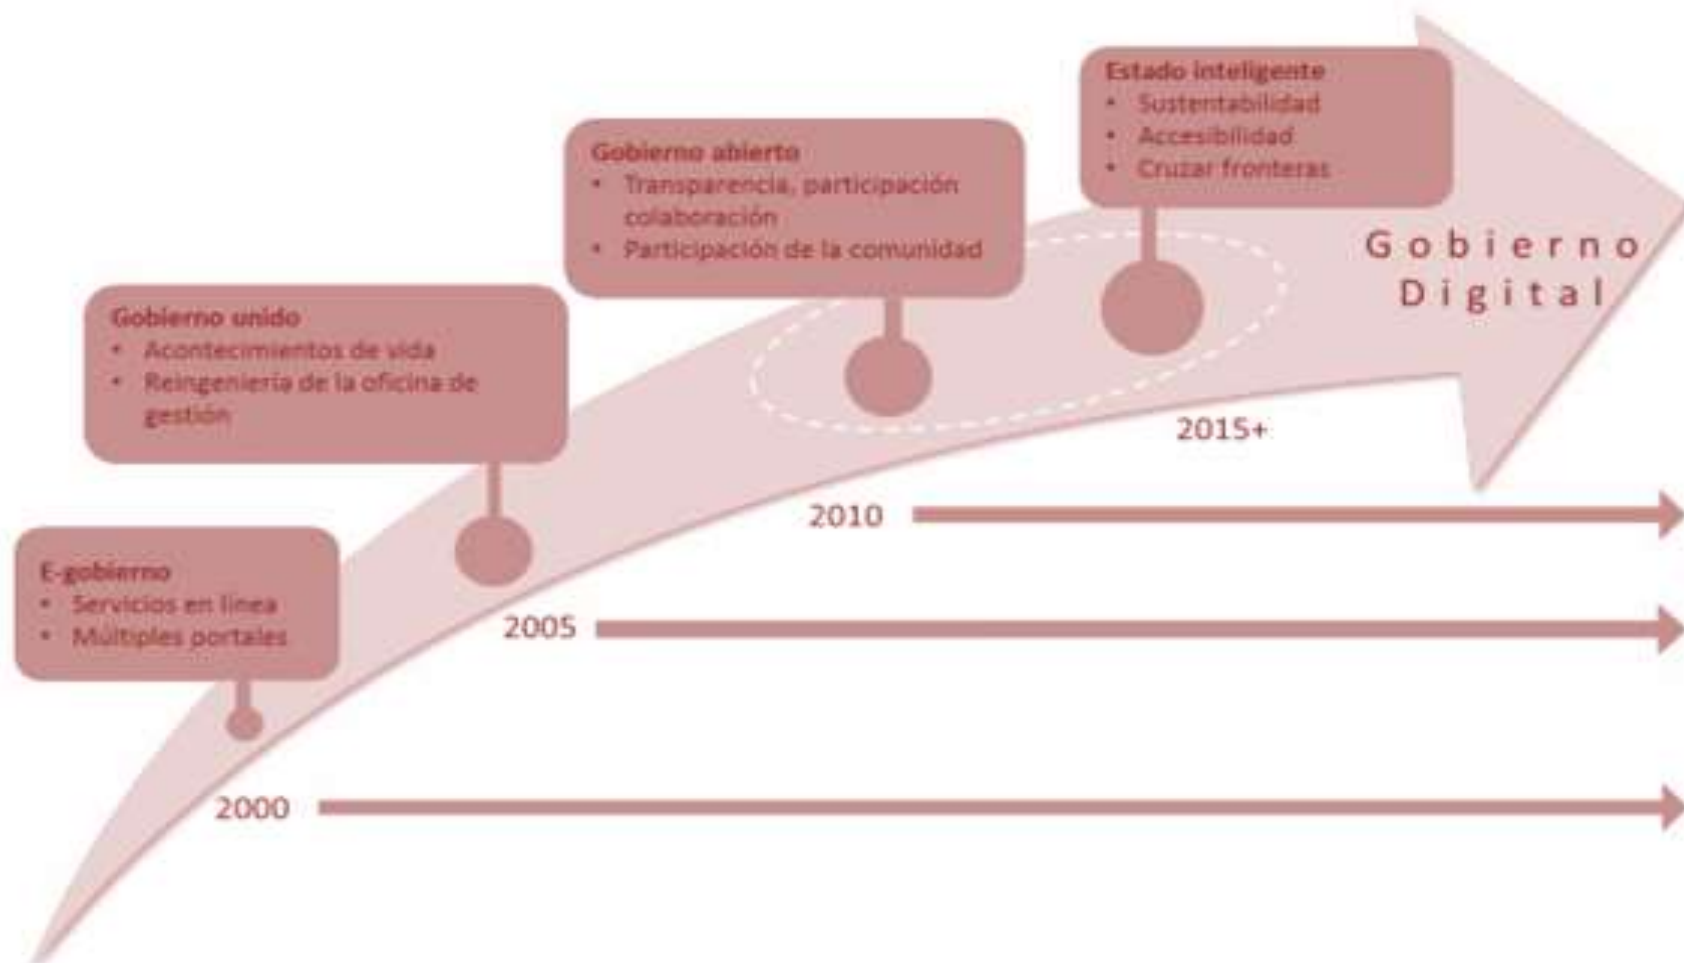 Estado inteligente
• Sustentabilidad
• Accesibilidad
• Cruzar fronteras
Gobierno abierto
• Transparencia, participación
colaboración
• Participación de la comunidad
Gobierno
Digital
Gobierno unido
• Acontecimientos de vida
• Reingeniería de la oficina de
gestión
2015+
2010
E-gobierno
• Servicios en línea
• Múltiples portales
2005
2000